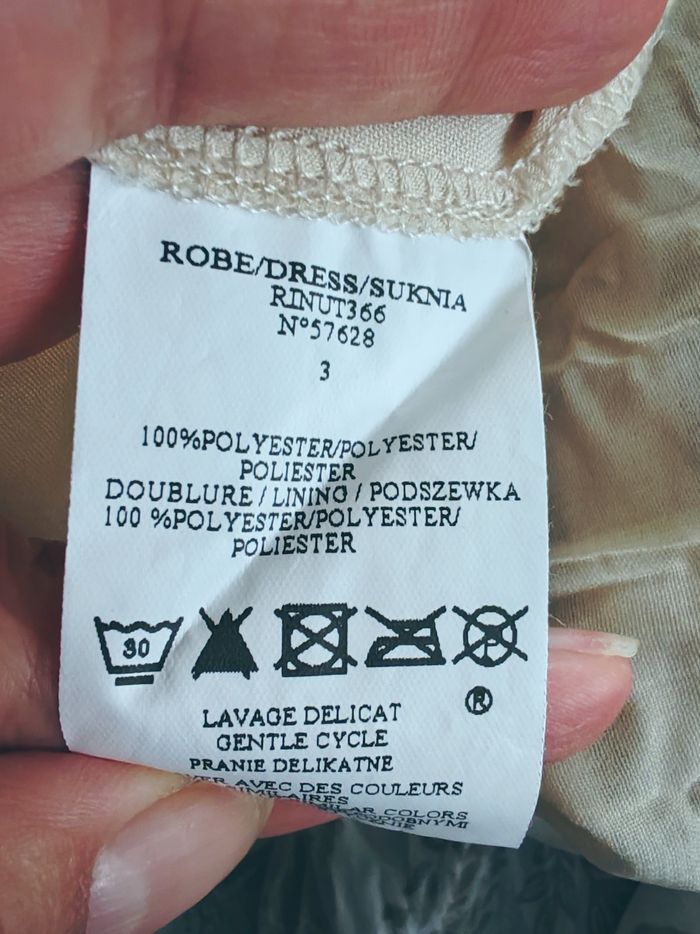 ROBE/DRESS/SUKNIA
RINUT366
N°57628
3
100%POLYESTER/POLYESTER/
POLIESTER
DOUBLURE / LINING / PODSZEWKA
100 %POLYESTER/POLYESTER/
POLIESTER
30
P
®
LAVAGE DELICAT
GENTLE CYCLE
PRANIE DELIKATNE
AVEC DES COULEURS
COLORS